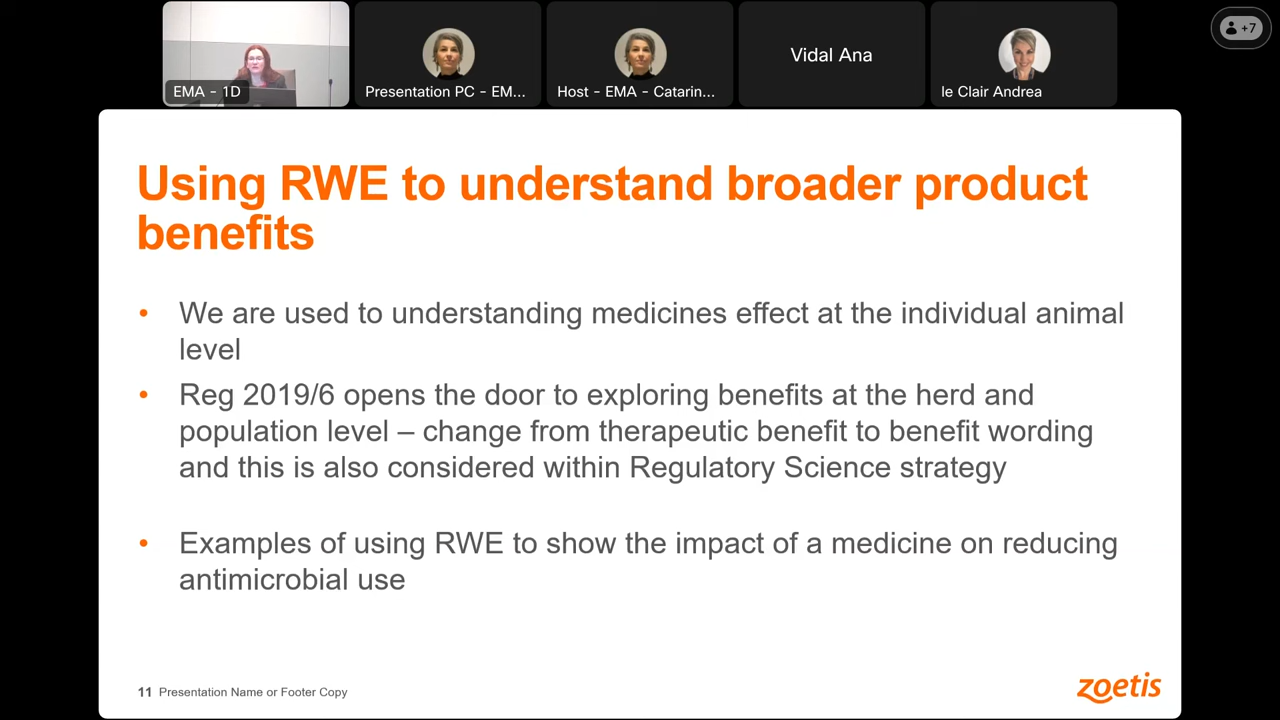 EMA - 1D
Presentation PC - EM...
Host - EMA - Catarin...
Vidal Ana
le Clair Andrea
+7
Using RWE to understand broader product
benefits
• We are used to understanding medicines effect at the individual animal
level
• Reg 2019/6 opens the door to exploring benefits at the herd and
population level – change from therapeutic benefit to benefit wording
and this is also considered within Regulatory Science strategy
• Examples of using RWE to show the impact of a medicine on reducing
antimicrobial use
11 Presentation Name or Footer Copy
zoetis